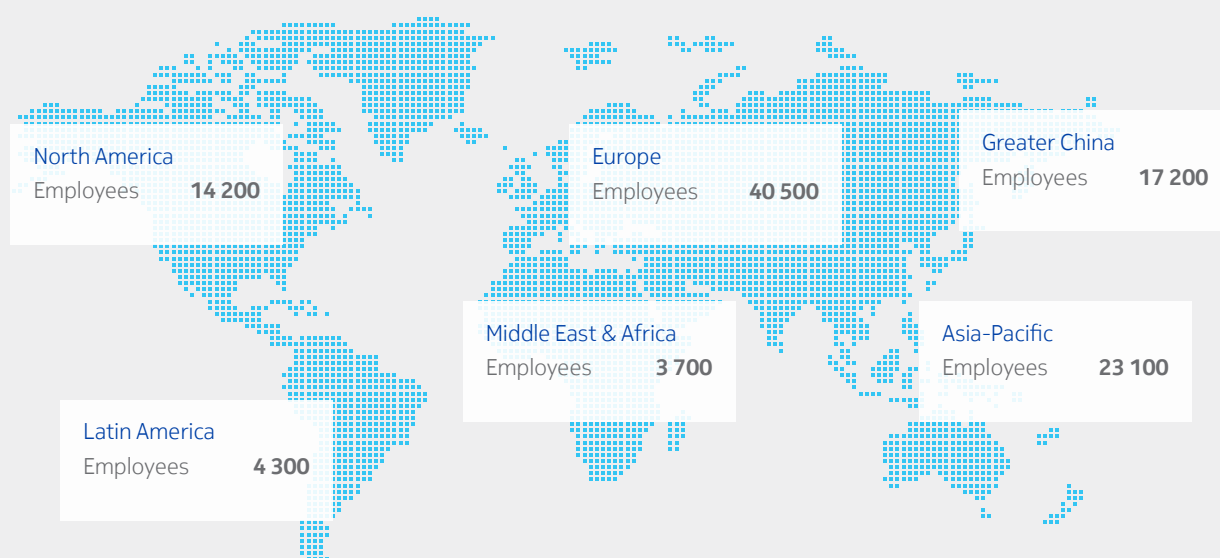 North America
Employees 14 200
Europe
Employees 40 500
Greater China
Employees 17 200
Middle East & Africa
Employees 3 700
Asia-Pacific
Employees 23 100
Latin America
Employees 4 300